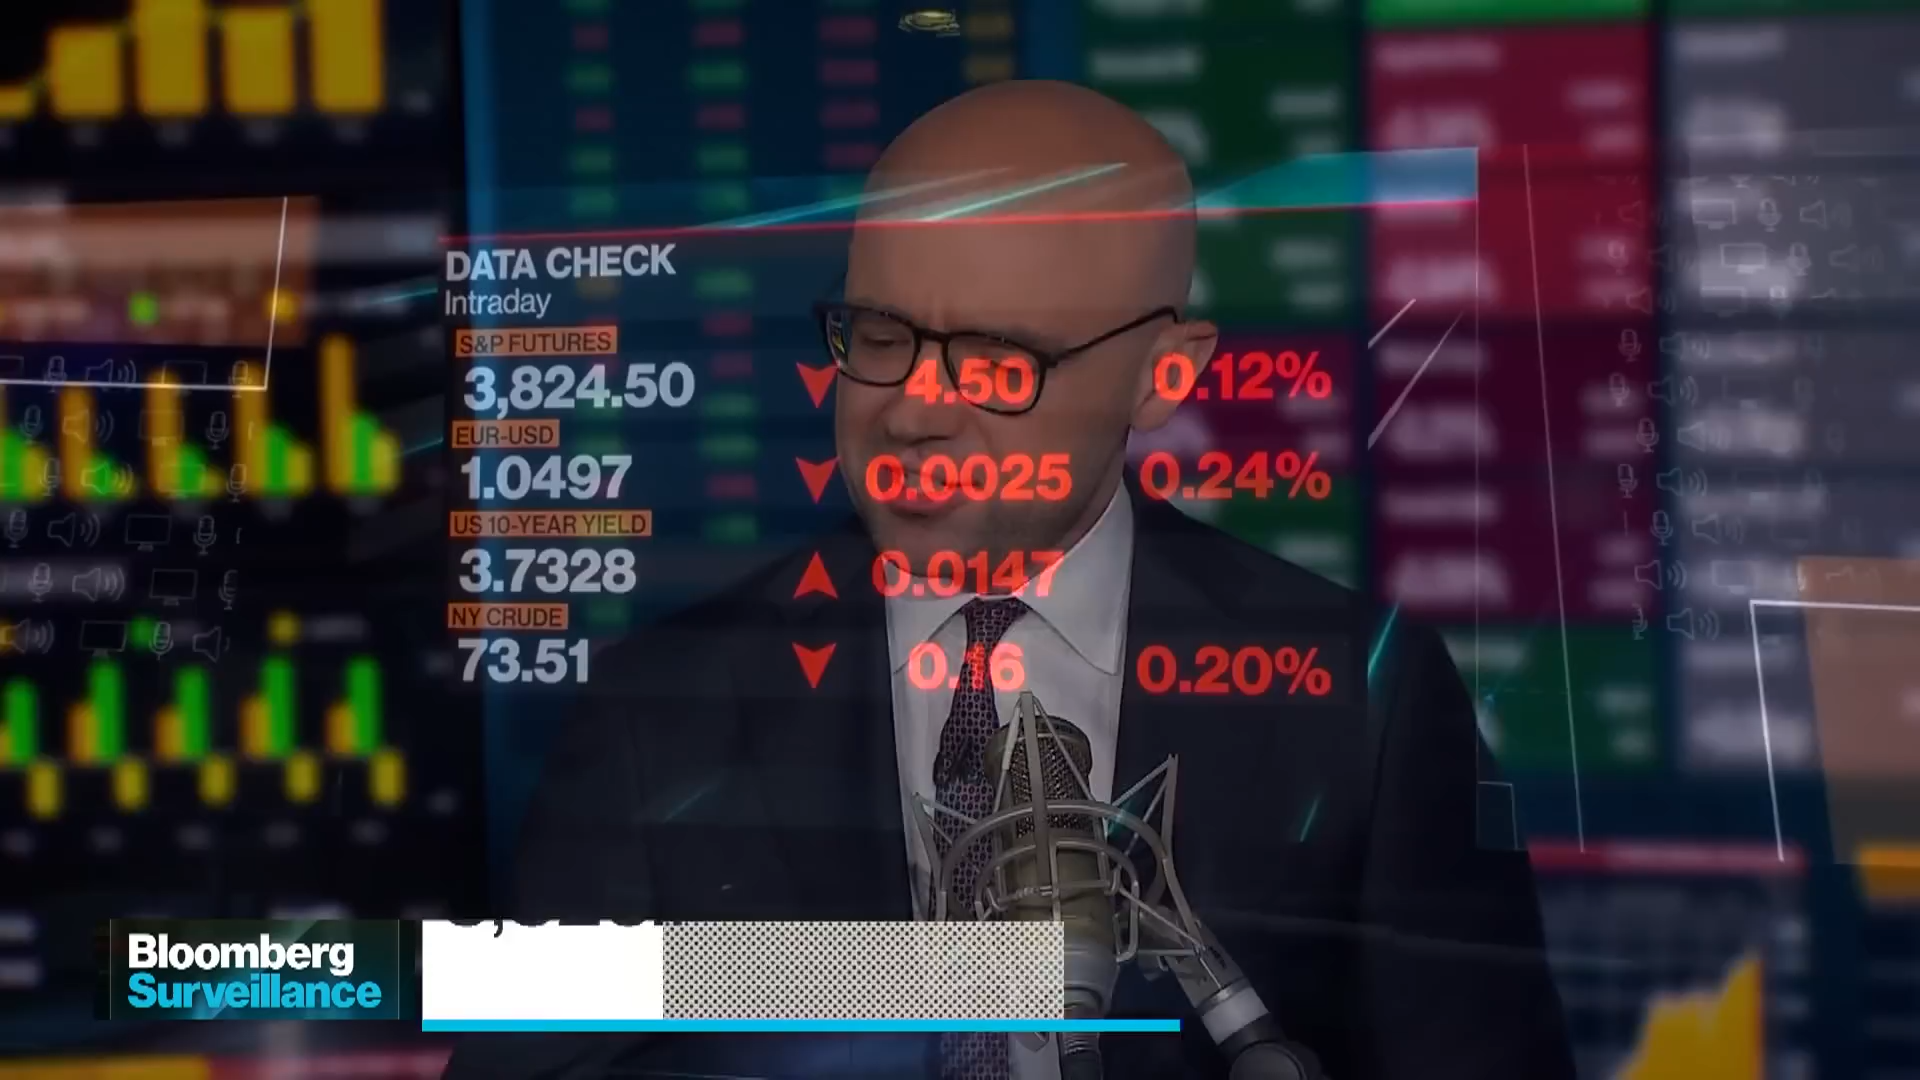 DATA CHECK
Intraday
S&P FUTURES
3,824.50 4.50 0.12%
EUR-USD
1.0497 0.0025 0.24%
US 10-YEAR YIELD
3.7328 0.0147
NY CRUDE
73.51 0.16 0.20%
Bloomberg
Surveillance